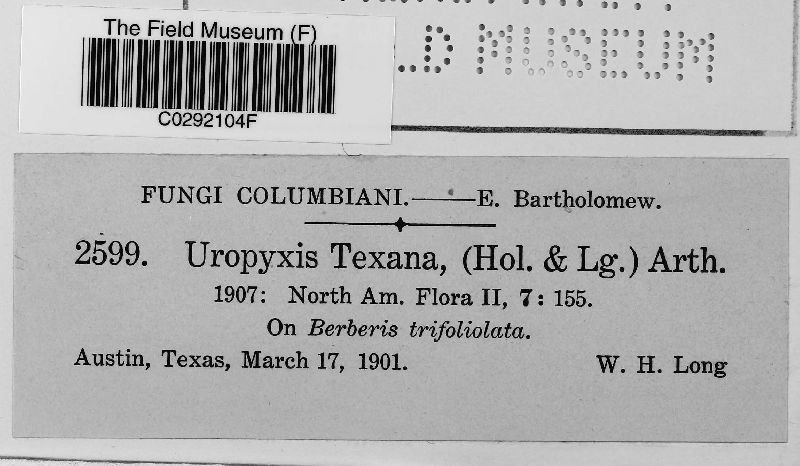 The Field Museum (F)
C0292104F
LD MUSEUM
FUNGI COLUMBIANI.——E. Bartholomew.
2599. Uropyxis Texana, (Hol. & Lg.) Arth.
1907: North Am. Flora II, 7: 155.
On Berberis trifoliolata.
Austin, Texas, March 17, 1901. W. H. Long